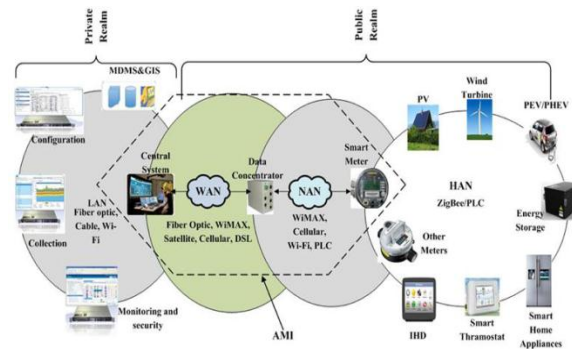 Private
Realm
Public
Realm
MDMS&GIS
Configuration
Collection
LAN
Fiber optic,
Cable, Wi-
Fi
Monitoring and
security
Central
System
WAN
Data
Concentrator
Fiber Optic, WiMAX,
Satellite, Cellular, DSL
NAN
WiMAX,
Cellular,
Wi-Fi, PLC
Smart
Meter
AMI
PV
Wind
Turbine
PEV/PHEV
HAN
ZigBee/PLC
Energy
Storage
Other
Meters
IHD
Smart
Thramostat
Smart
Home
Appliances